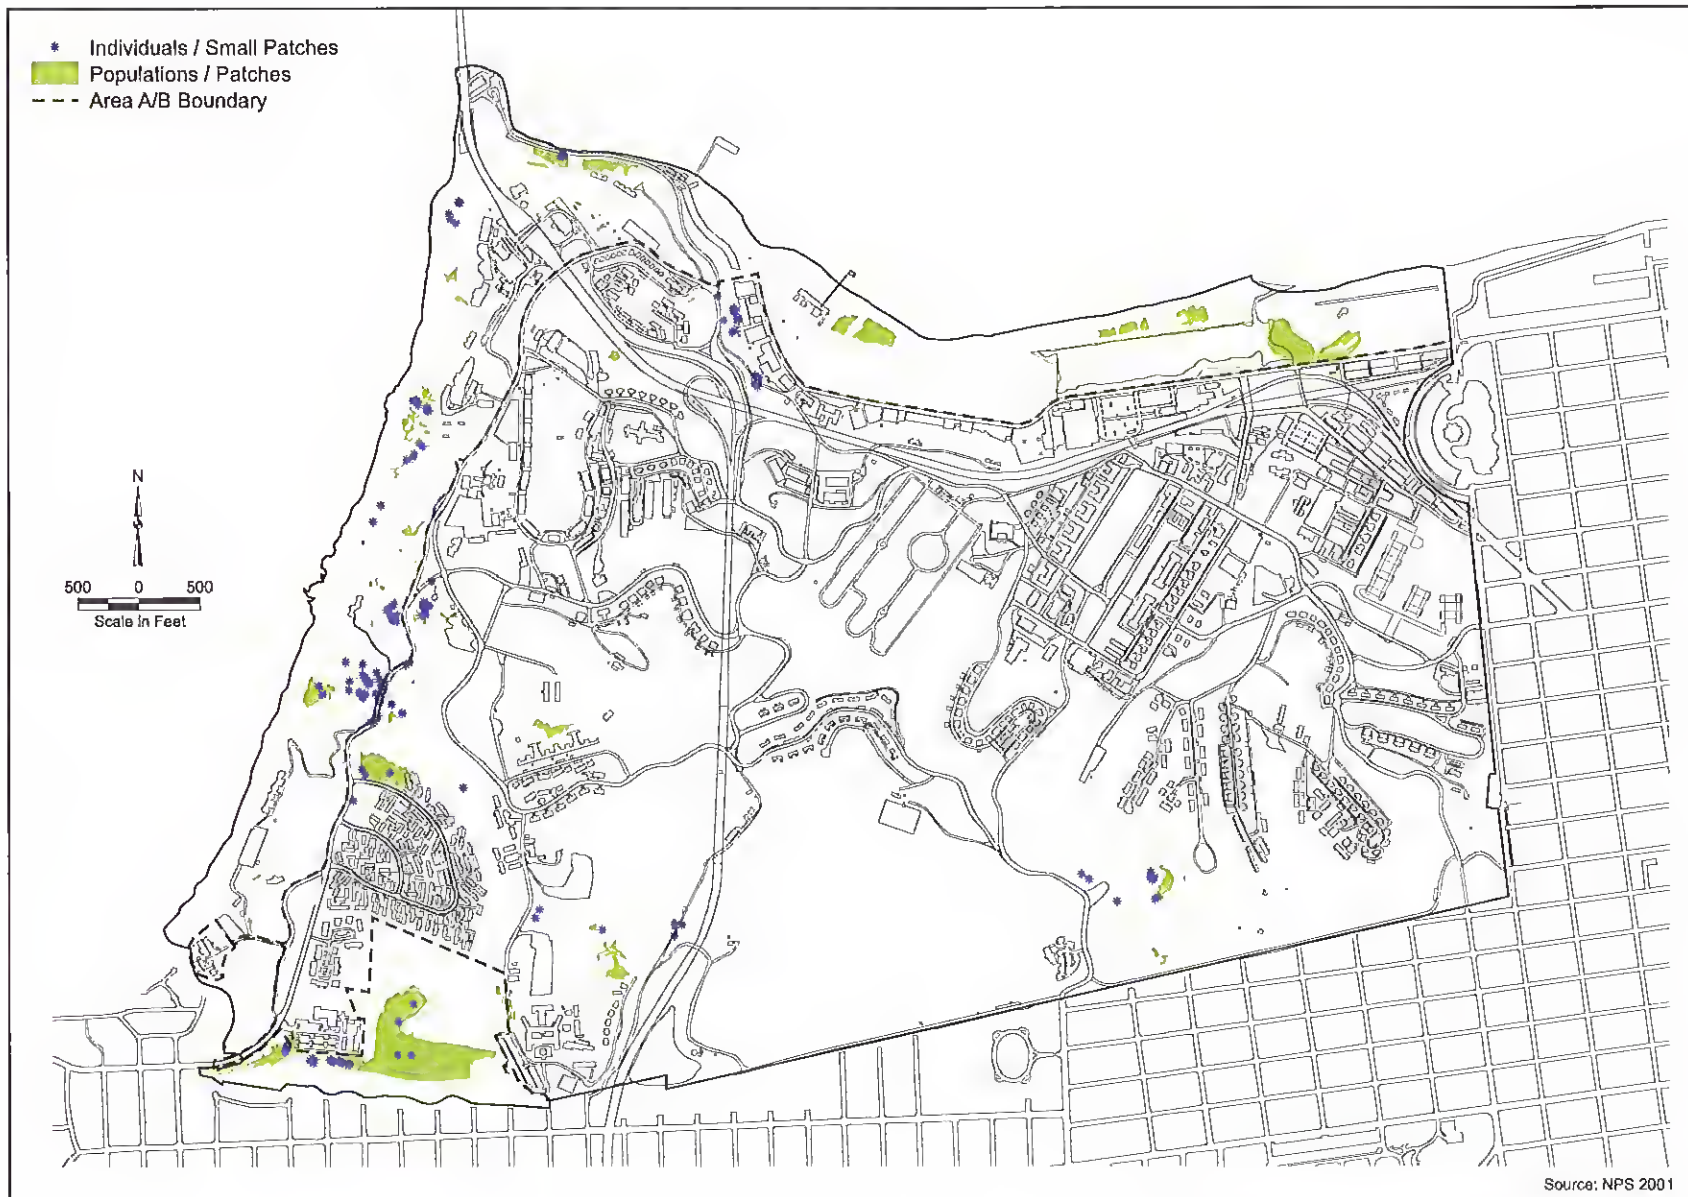 Individuals / Small Patches
Populations / Patches
Area A/B Boundary
N
500 0 500
Scale in Feet
Source: NPS 2001